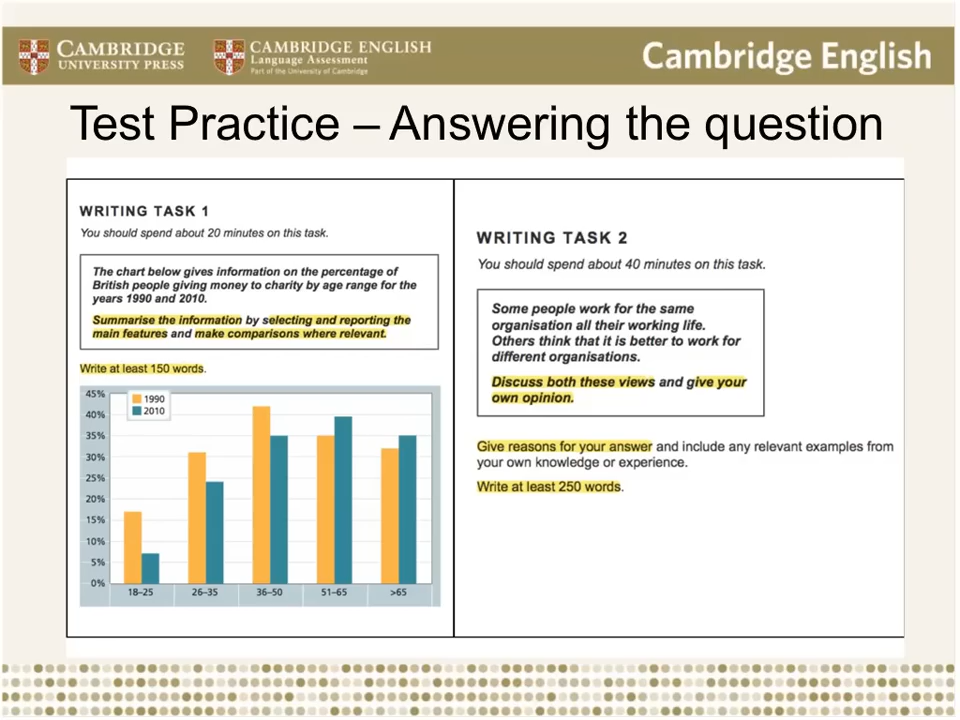 CAMBRIDGE
UNIVERSITY PRESS
CAMBRIDGE ENGLISH
Language Assessment
Part of the University of Cambridge
Cambridge English
Test Practice – Answering the question
WRITING TASK 1
You should spend about 20 minutes on this task.
The chart below gives information on the percentage of
British people giving money to charity by age range for the
years 1990 and 2010.
Summarise the information by selecting and reporting the
main features and make comparisons where relevant.
Write at least 150 words.
45%
40%
35%
30%
25%
20%
15%
10%
5%
0%
1990
2010
18–25
26–35
36–50
51–65
>65
WRITING TASK 2
You should spend about 40 minutes on this task.
Some people work for the same
organisation all their working life.
Others think that it is better to work for
different organisations.
Discuss both these views and give your
own opinion.
Give reasons for your answer and include any relevant examples from
your own knowledge or experience.
Write at least 250 words.